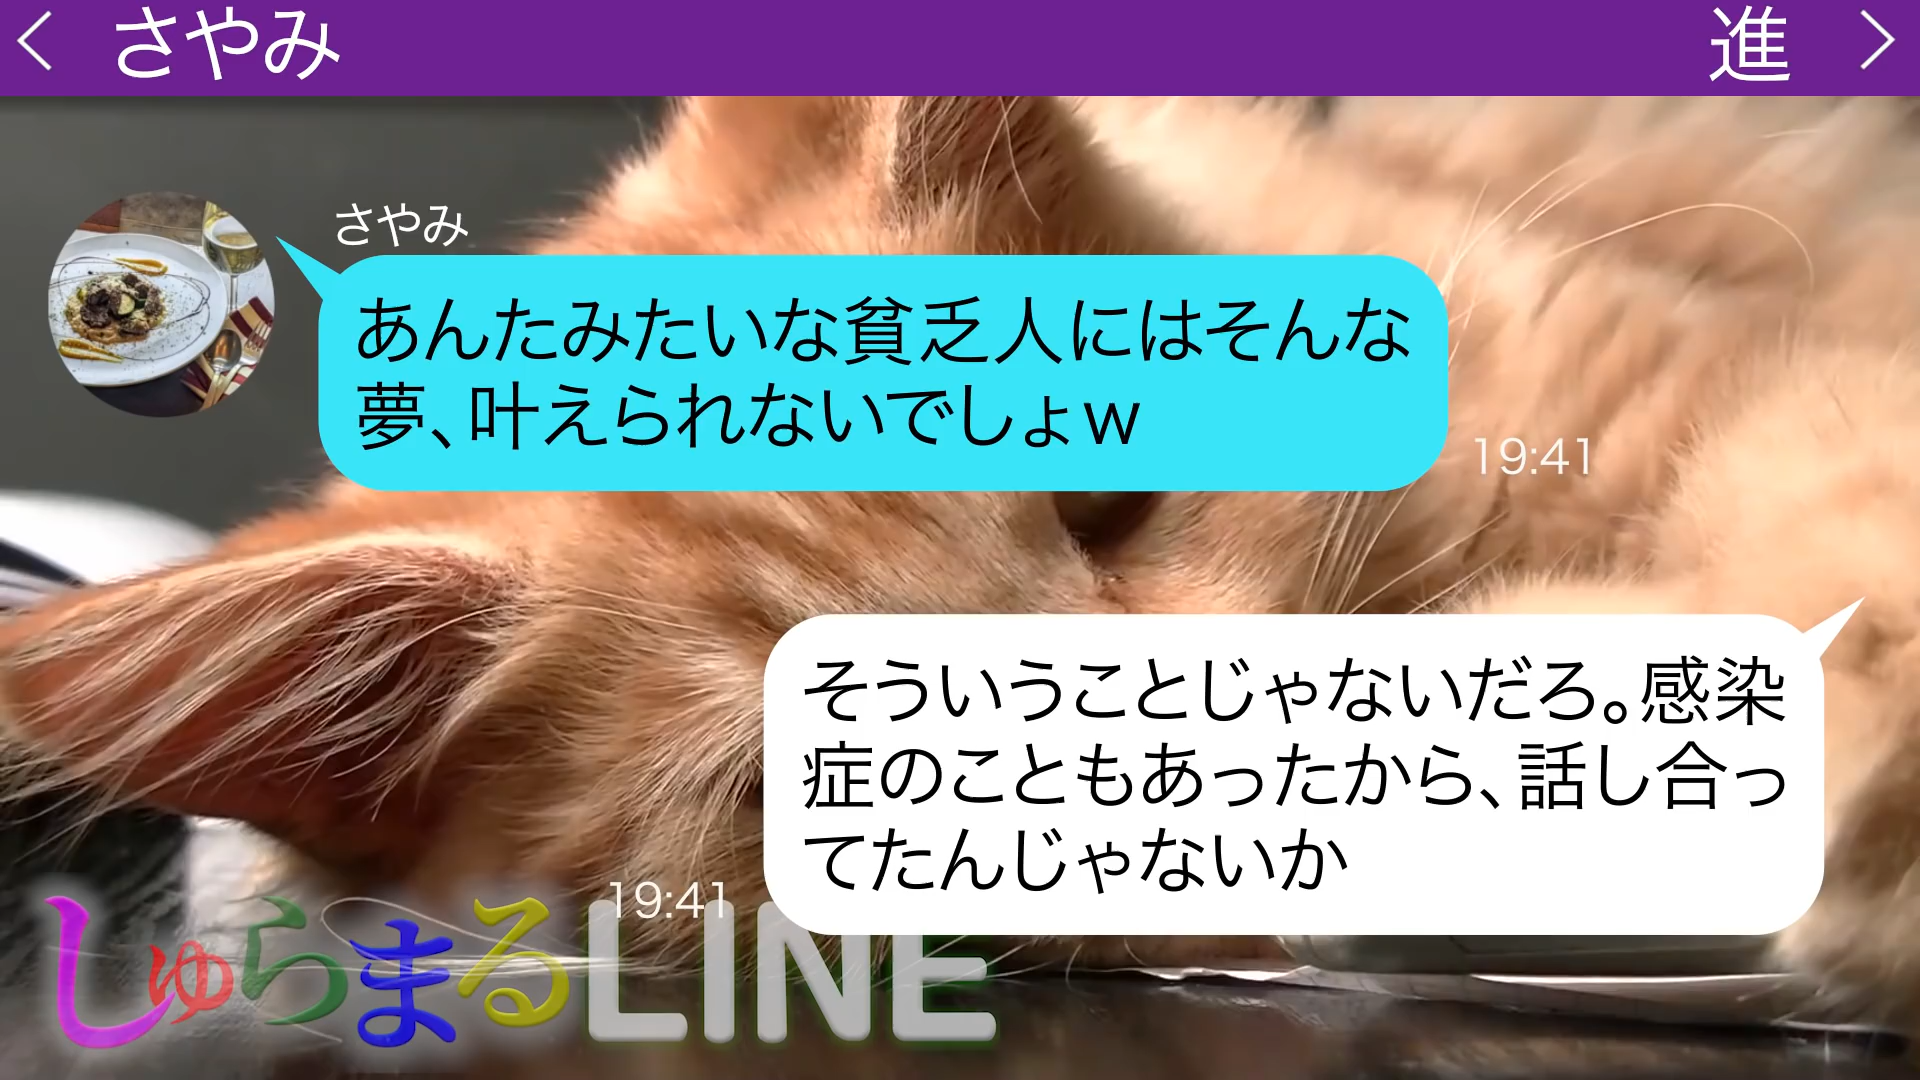 さやみ
進
さやみ
あんたみたいな貧乏人にはそんな
夢、叶えられないでしょw
19:41
そういうことじゃないだろ。感染
症のこともあったから、話し合っ
てたんじゃないか
19:41
しゅらまるLINE